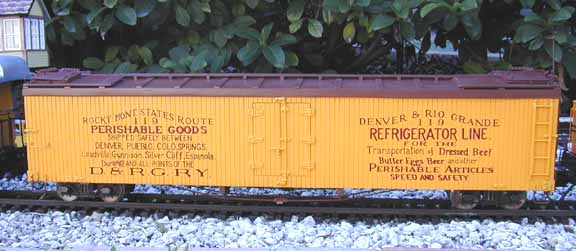 ROCKY MONT. STATES ROUTE
119
PERISHABLE GOODS
SHIPPED SAFELY BETWEEN
DENVER, PUEBLO, COLO. SPRINGS,
Leadville, Gunnison, Silver Cliff, Espanola,
Durango AND ALL POINTS OF THE
D. & R. G. RY
DENVER & RIO GRANDE
119
REFRIGERATOR LINE.
FOR THE
Transportation of Dressed Beef
Butter Eggs Beer and other
PERISHABLE ARTICLES
SPEED AND SAFETY